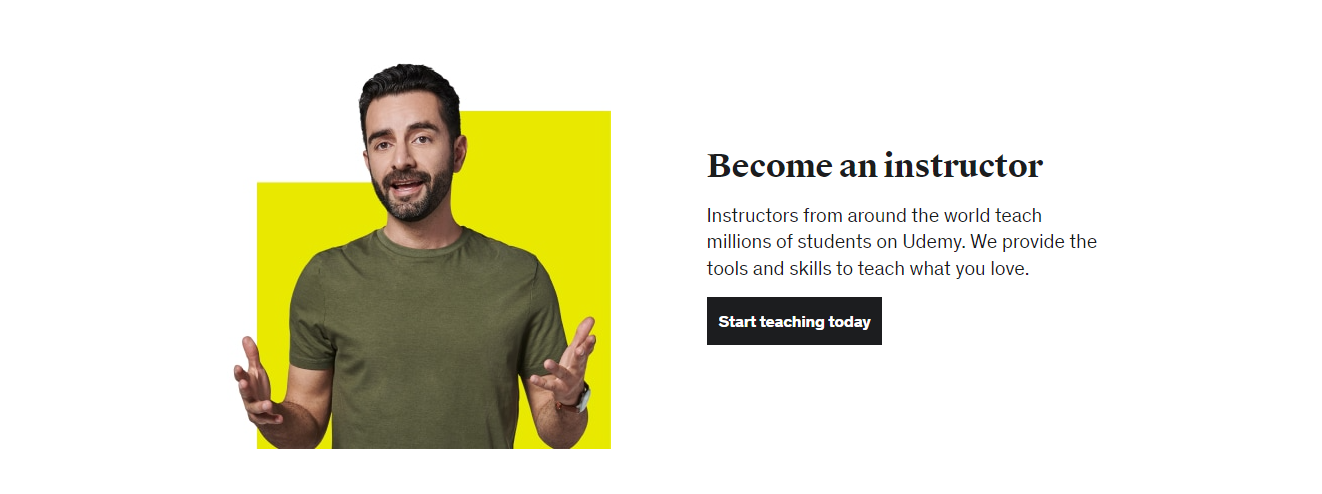 Become an instructor
Instructors from around the world teach
millions of students on Udemy. We provide the
tools and skills to teach what you love.
Start teaching today